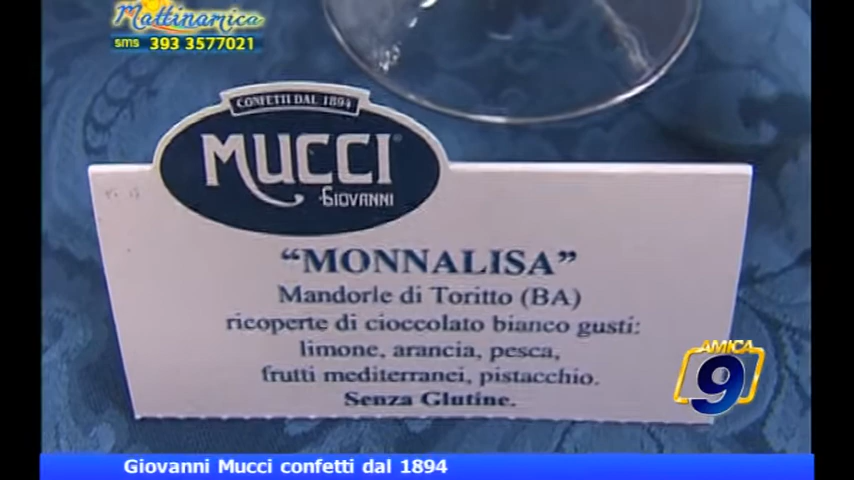 Mattinamica
sms 393 3577021
CONFETTI DAL 1894
MUCCI
GIOVANNI
“MONNALISA”
Mandorle di Toritto (BA)
ricoperte di cioccolato bianco gusti:
limone, arancia, pesca,
frutti mediterranei, pistacchio.
Senza Glutine.
AMICA
9
Giovanni Mucci confetti dal 1894